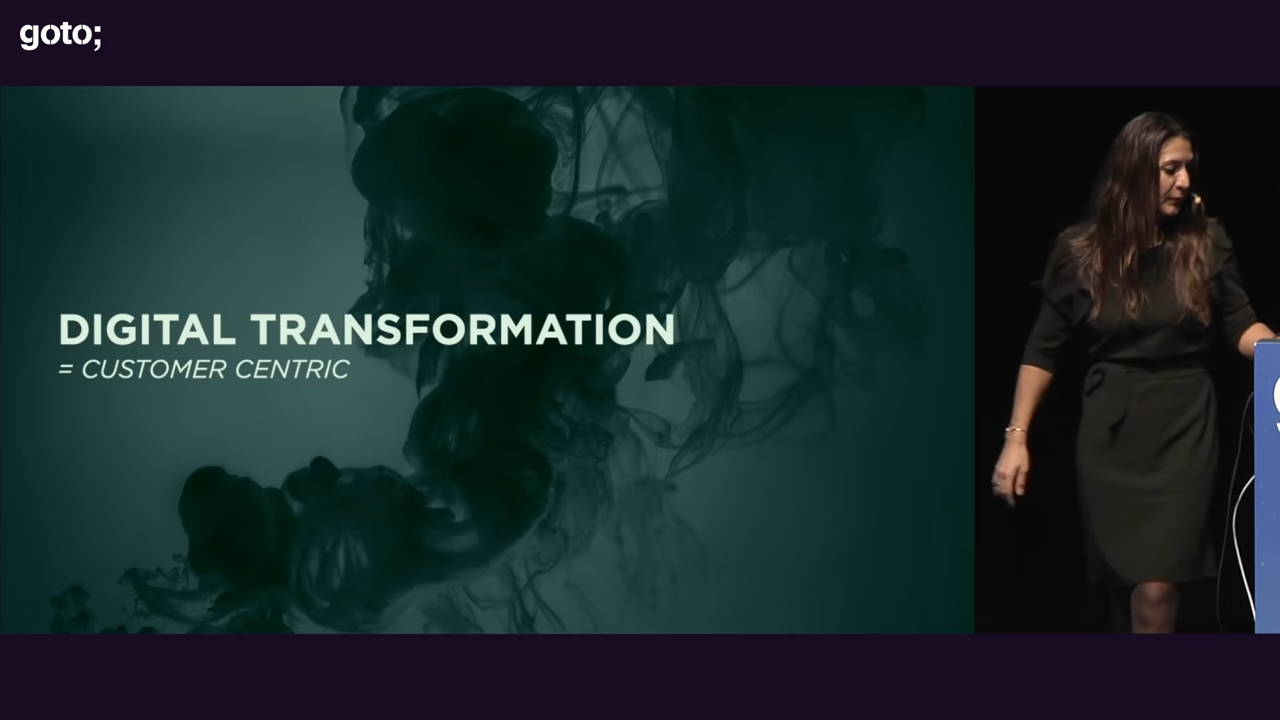 goto;
DIGITAL TRANSFORMATION
= CUSTOMER CENTRIC